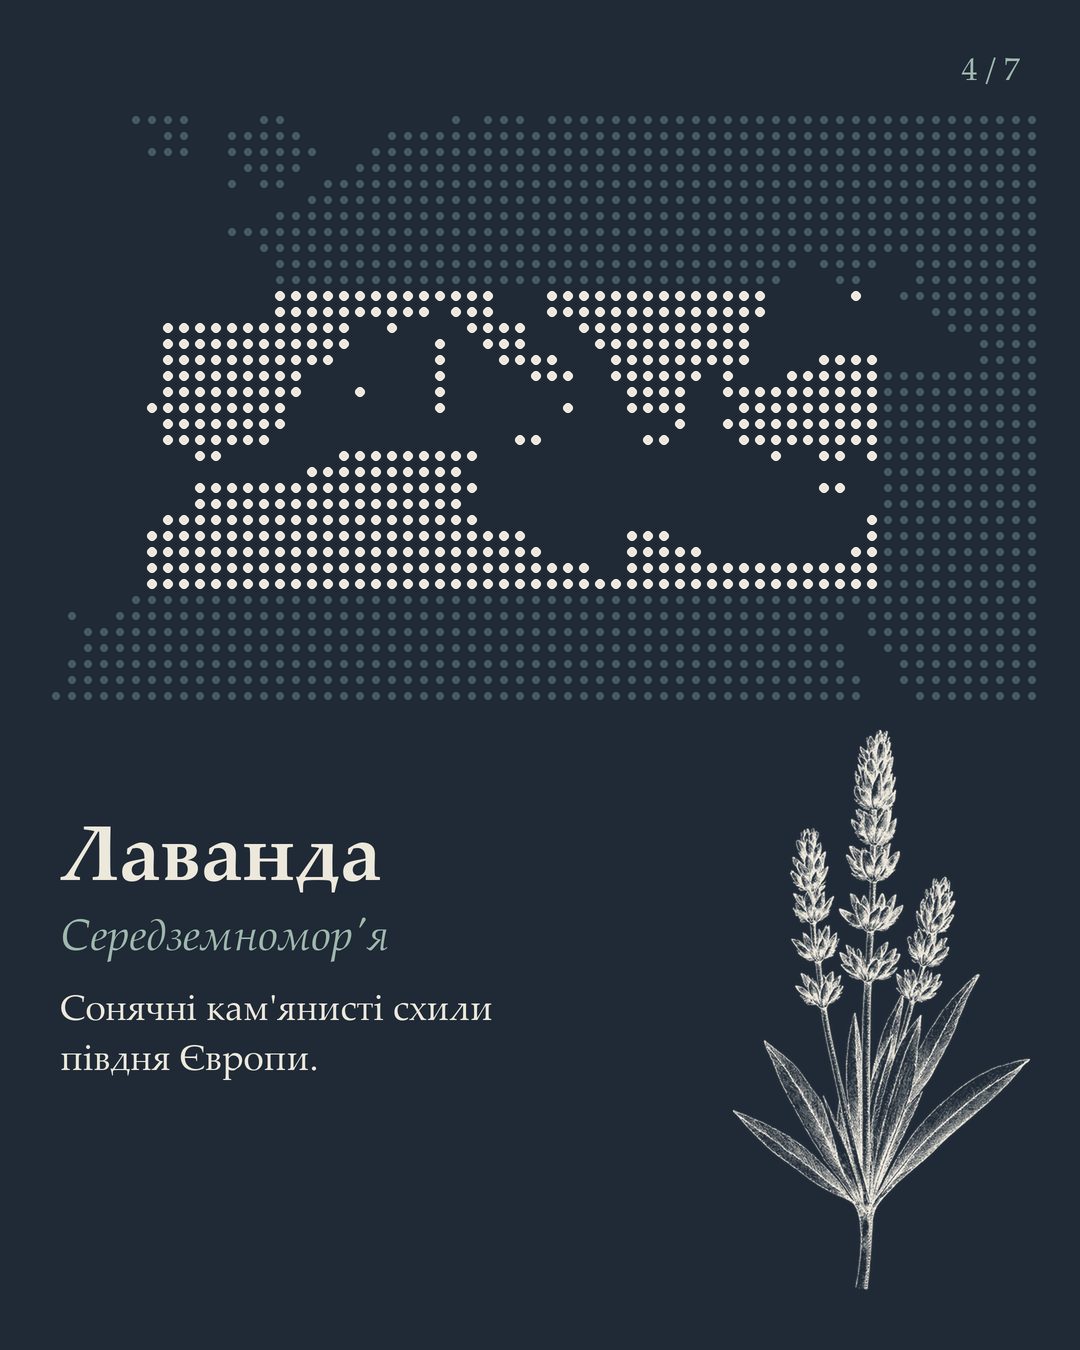 4 / 7
Лаванда
Середземномор'я
Сонячні кам'янисті схили
півдня Європи.